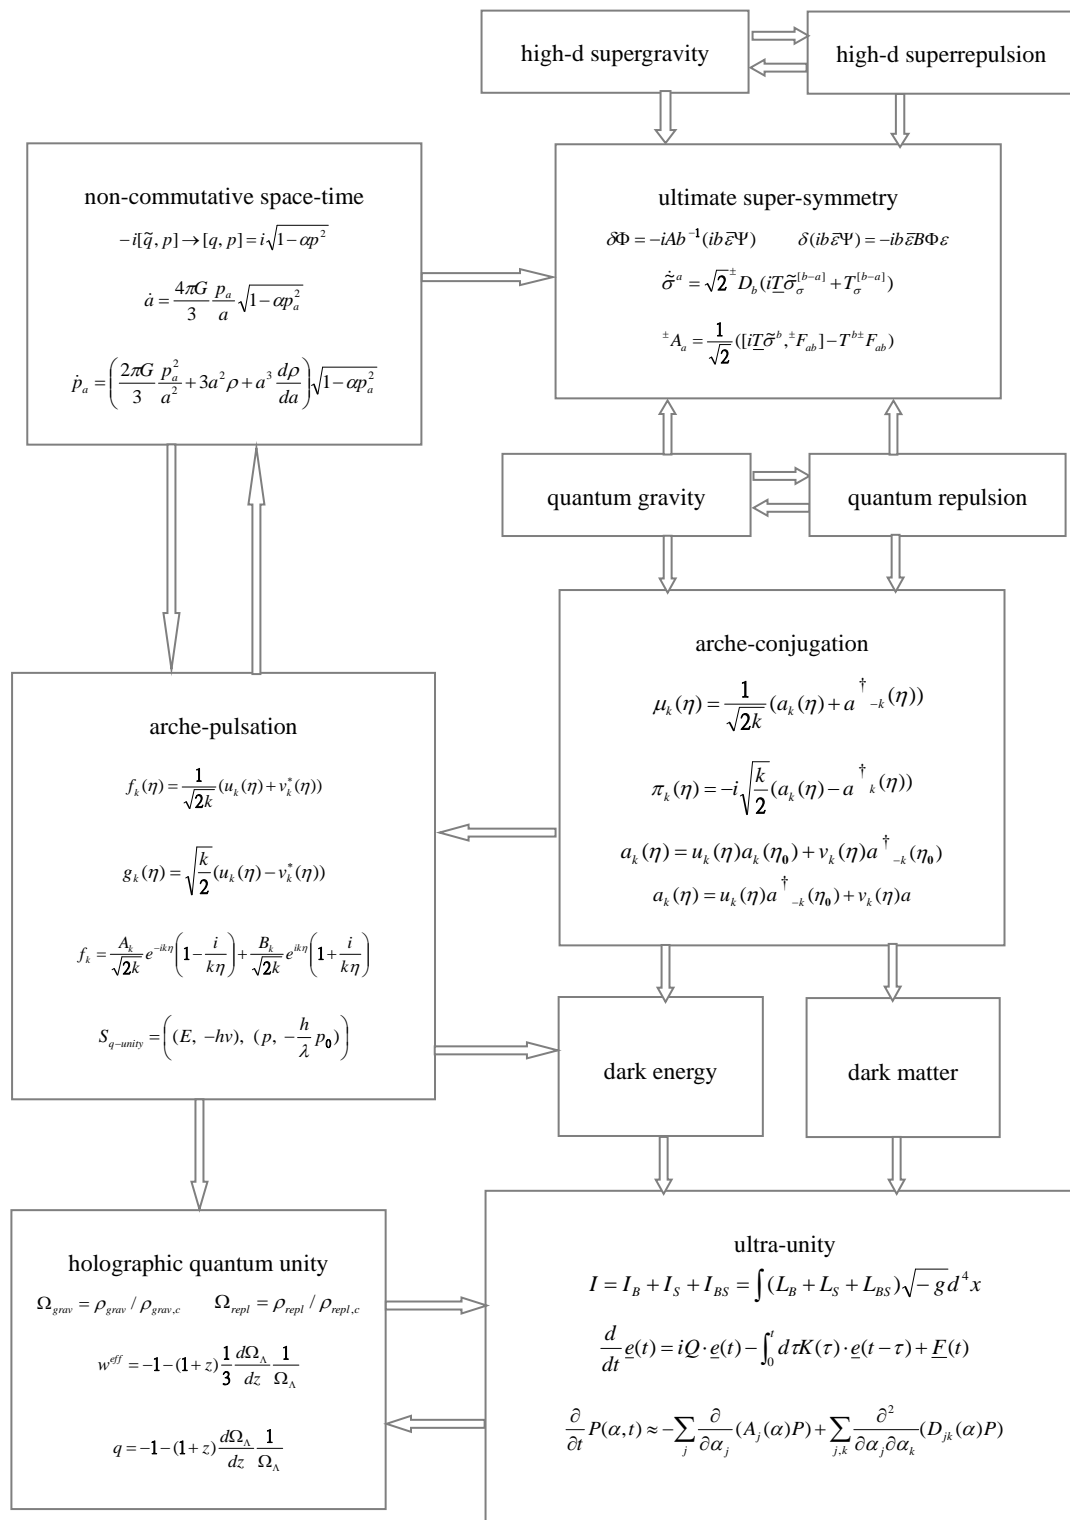 high-d supergravity
high-d superrepulsion
non-commutative space-time
−i[q̃, p] → [q, p] = i√(1−αp²)
ȧ = (4πG/3) (p_a/a) √(1−αp_a²)
ṗ_a = ((2πG/3) (p_a²/a²) + 3a²ρ + a³ (dρ/da)) √(1−αp_a²)
ultimate super-symmetry
δΦ = −iAb⁻¹(ibε̄Ψ) δ(ibε̄Ψ) = −ibε̄BΦε
σ̃̇^a = √2 ^±D_b (iT̲σ̃_σ^[b−a] + T_σ^[b−a])
^±A_a = (1/√2) ([iT̲σ̃^b, ^±F_ab] − T^b±F_ab)
quantum gravity
quantum repulsion
arche-conjugation
μ_k(η) = (1/√(2k)) (a_k(η) + a^†_−k(η))
π_k(η) = −i√(k/2) (a_k(η) − a^†_k(η))
a_k(η) = u_k(η)a_k(η_0) + v_k(η)a^†_−k(η_0)
a_k(η) = u_k(η)a^†_−k(η_0) + v_k(η)a
arche-pulsation
f_k(η) = (1/√(2k)) (u_k(η) + v_k^*(η))
g_k(η) = √(k/2) (u_k(η) − v_k^*(η))
f_k = (A_k/√(2k)) e^(−ikη) (1 − i/(kη)) + (B_k/√(2k)) e^(ikη) (1 + i/(kη))
S_q−unity = ((E, −hν), (p, −(h/λ) p_0))
dark energy
dark matter
holographic quantum unity
Ω_grav = ρ_grav / ρ_grav,c Ω_repl = ρ_repl / ρ_repl,c
w^eff = −1 − (1+z) (1/3) (dΩ_Λ/dz) (1/Ω_Λ)
q = −1 − (1+z) (dΩ_Λ/dz) (1/Ω_Λ)
ultra-unity
I = I_B + I_S + I_BS = ∫(L_B + L_S + L_BS)√(−g) d⁴x
(d/dt) e̲(t) = iQ · e̲(t) − ∫_0^t dτK(τ) · e̲(t−τ) + F̲(t)
(∂/∂t) P(α,t) ≈ −∑_j (∂/∂α_j) (A_j(α)P) + ∑_j,k (∂²/∂α_j∂α_k) (D_jk(α)P)